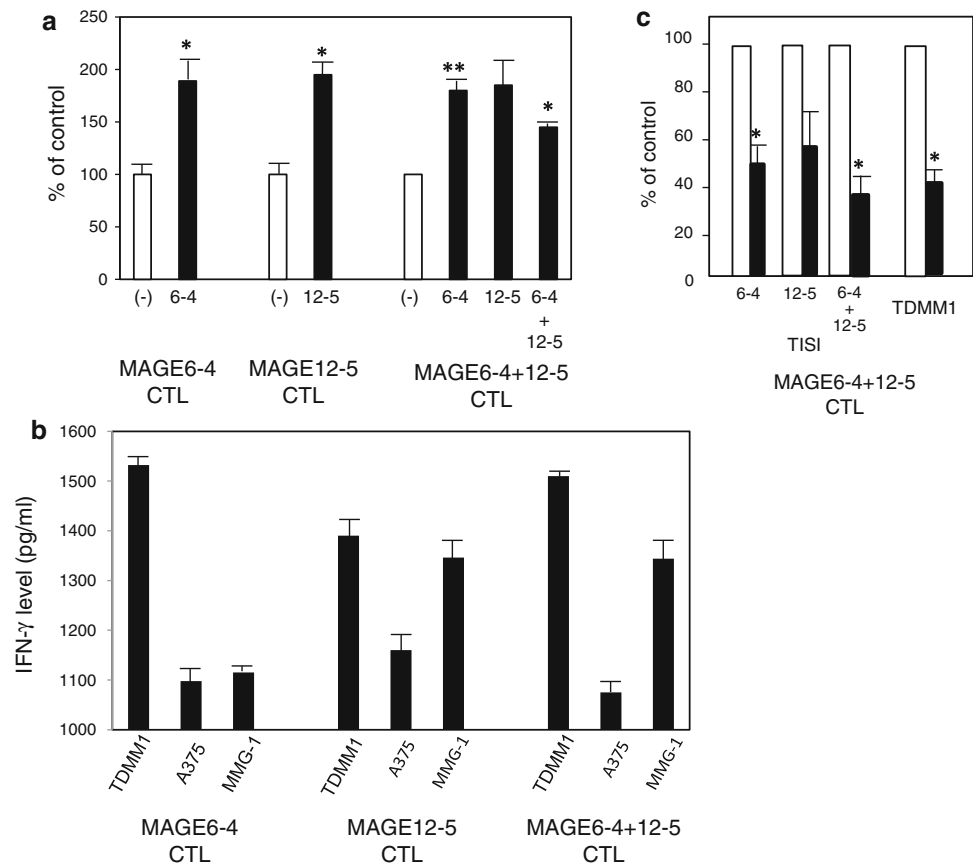 a
% of control
250
200
150
100
50
0
* * ** *
(-) 6-4 (-) 12-5 (-) 6-4 12-5 6-4
+
12-5
MAGE6-4
CTL
MAGE12-5
CTL
MAGE6-4+12-5
CTL
c
% of control
100
80
60
40
20
0
* * *
6-4 12-5 6-4
+
12-5
TDMM1
TISI
MAGE6-4+12-5
CTL
b
IFN-γ level (pg/ml)
1600
1500
1400
1300
1200
1100
1000
TDMM1 A375 MMG-1 TDMM1 A375 MMG-1 TDMM1 A375 MMG-1
MAGE6-4
CTL
MAGE12-5
CTL
MAGE6-4+12-5
CTL